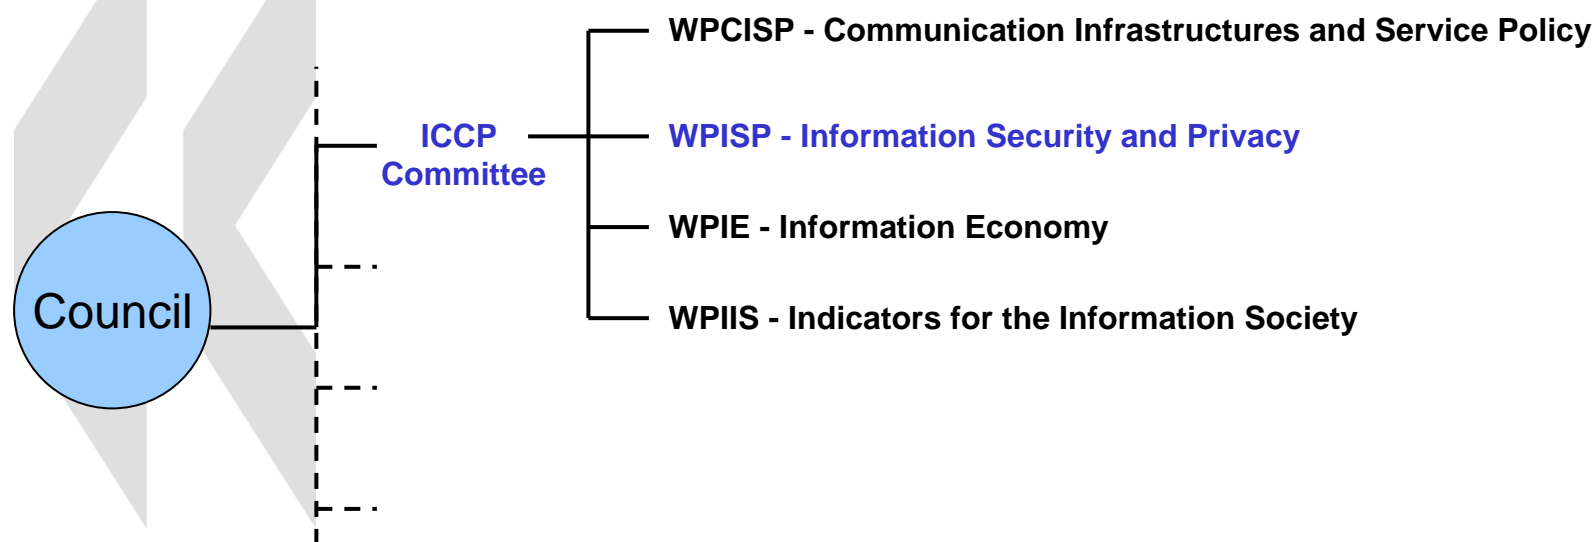 WPCISP - Communication Infrastructures and Service Policy
ICCP
Committee
WPISP - Information Security and Privacy
WPIE - Information Economy
Council
WPIIS - Indicators for the Information Society